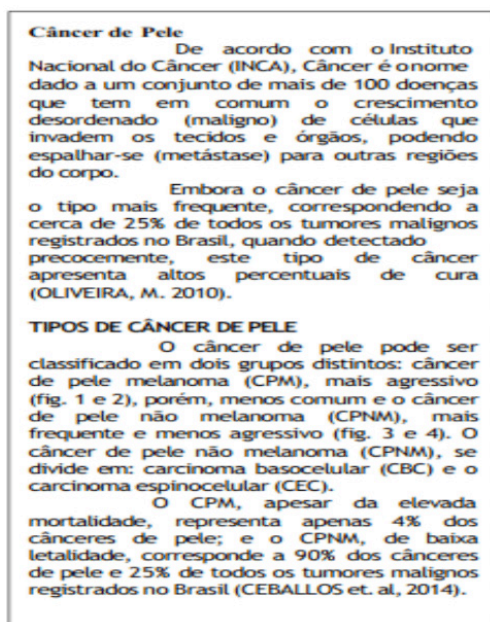 Câncer de Pele
De acordo com o Instituto
Nacional do Câncer (INCA), Câncer é o nome
dado a um conjunto de mais de 100 doenças
que tem em comum o crescimento
desordenado (maligno) de células que
invadem os tecidos e órgãos, podendo
espalhar-se (metástase) para outras regiões
do corpo.
Embora o câncer de pele seja
o tipo mais frequente, correspondendo a
cerca de 25% de todos os tumores malignos
registrados no Brasil, quando detectado
precocemente, este tipo de câncer
apresenta altos percentuais de cura
(OLIVEIRA, M. 2010).
TIPOS DE CÂNCER DE PELE
O câncer de pele pode ser
classificado em dois grupos distintos: câncer
de pele melanoma (CPM), mais agressivo
(fig. 1 e 2), porém, menos comum e o câncer
de pele não melanoma (CPNM), mais
frequente e menos agressivo (fig. 3 e 4). O
câncer de pele não melanoma (CPNM), se
divide em: carcinoma basocelular (CBC) e o
carcinoma espinocelular (CEC).
O CPM, apesar da elevada
mortalidade, representa apenas 4% dos
cânceres de pele; e o CPNM, de baixa
letalidade, corresponde a 90% dos cânceres
de pele e 25% de todos os tumores malignos
registrados no Brasil (CEBALLOS et. al, 2014).